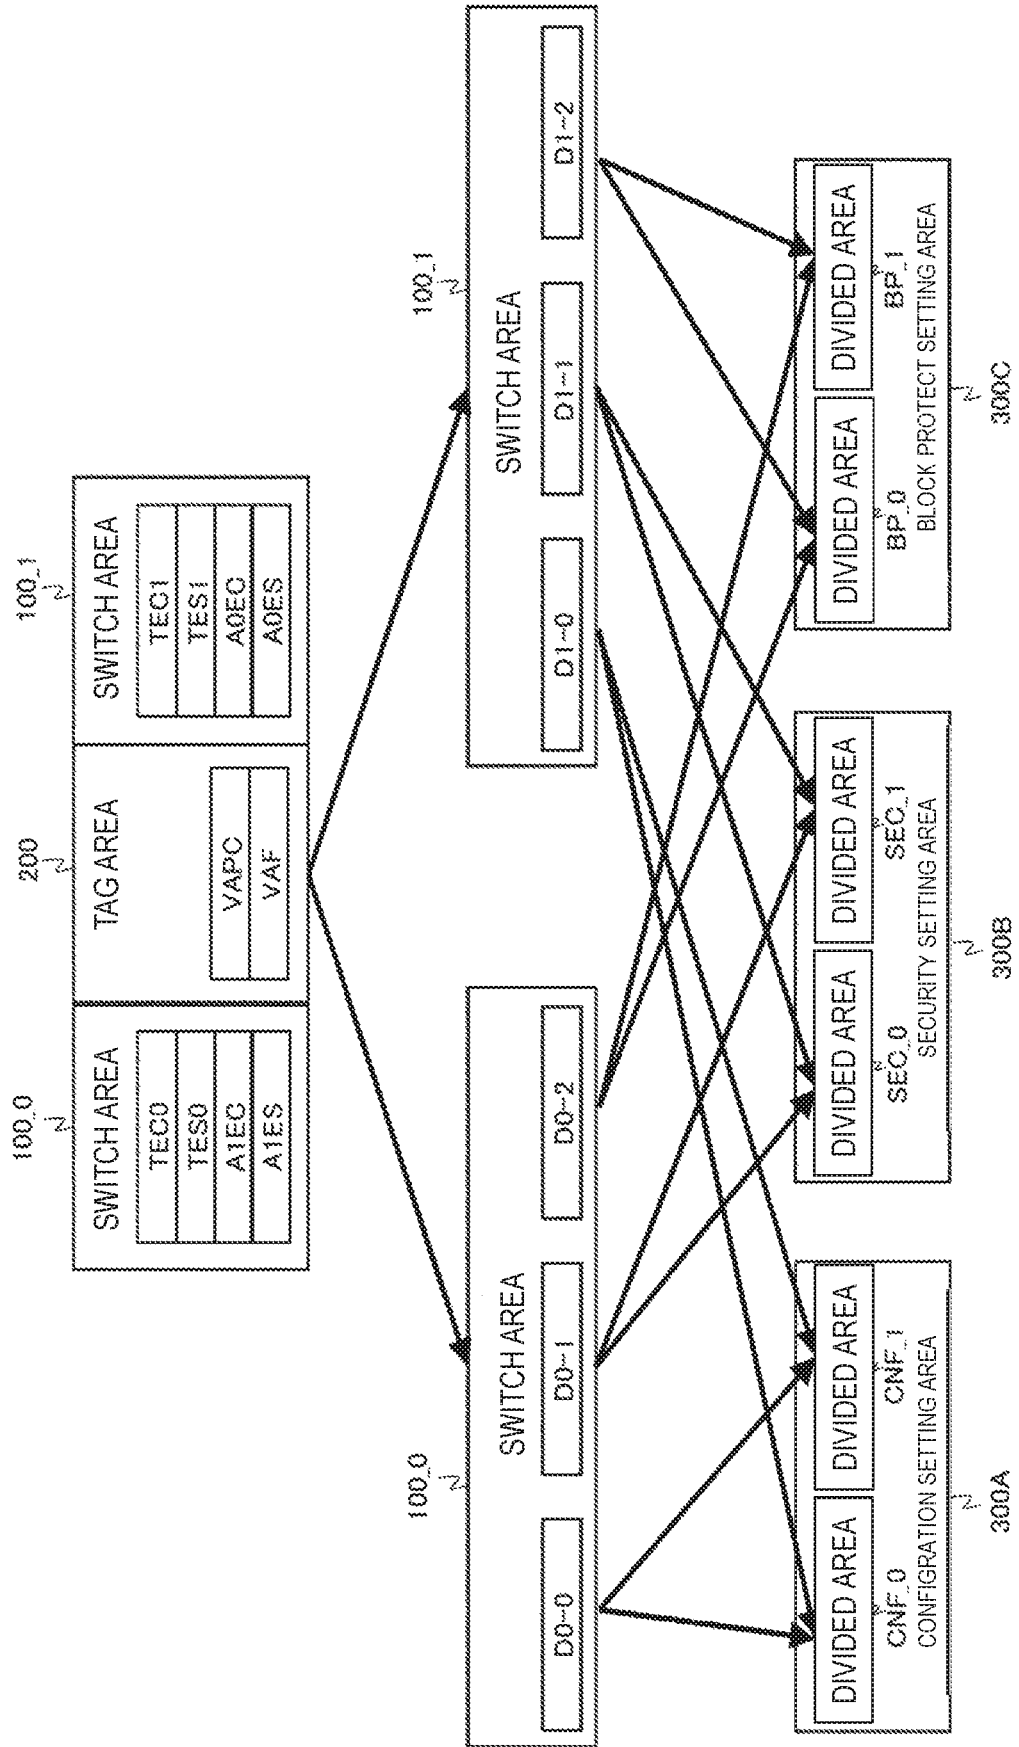 100_0
200
100_1
SWITCH AREA
TAG AREA
SWITCH AREA
TEC0
TES0
A1EC
A1ES
VAPC
VAF
TEC1
TES1
A0EC
A0ES
100_0
100_1
SWITCH AREA
SWITCH AREA
D0-0
D0-1
D0-2
D1-0
D1-1
D1-2
DIVIDED AREA
DIVIDED AREA
CNF_0
CNF_1
CONFIGRATION SETTING AREA
300A
DIVIDED AREA
DIVIDED AREA
SEC_0
SEC_1
SECURITY SETTING AREA
300B
DIVIDED AREA
DIVIDED AREA
BP_0
BP_1
BLOCK PROTECT SETTING AREA
300C